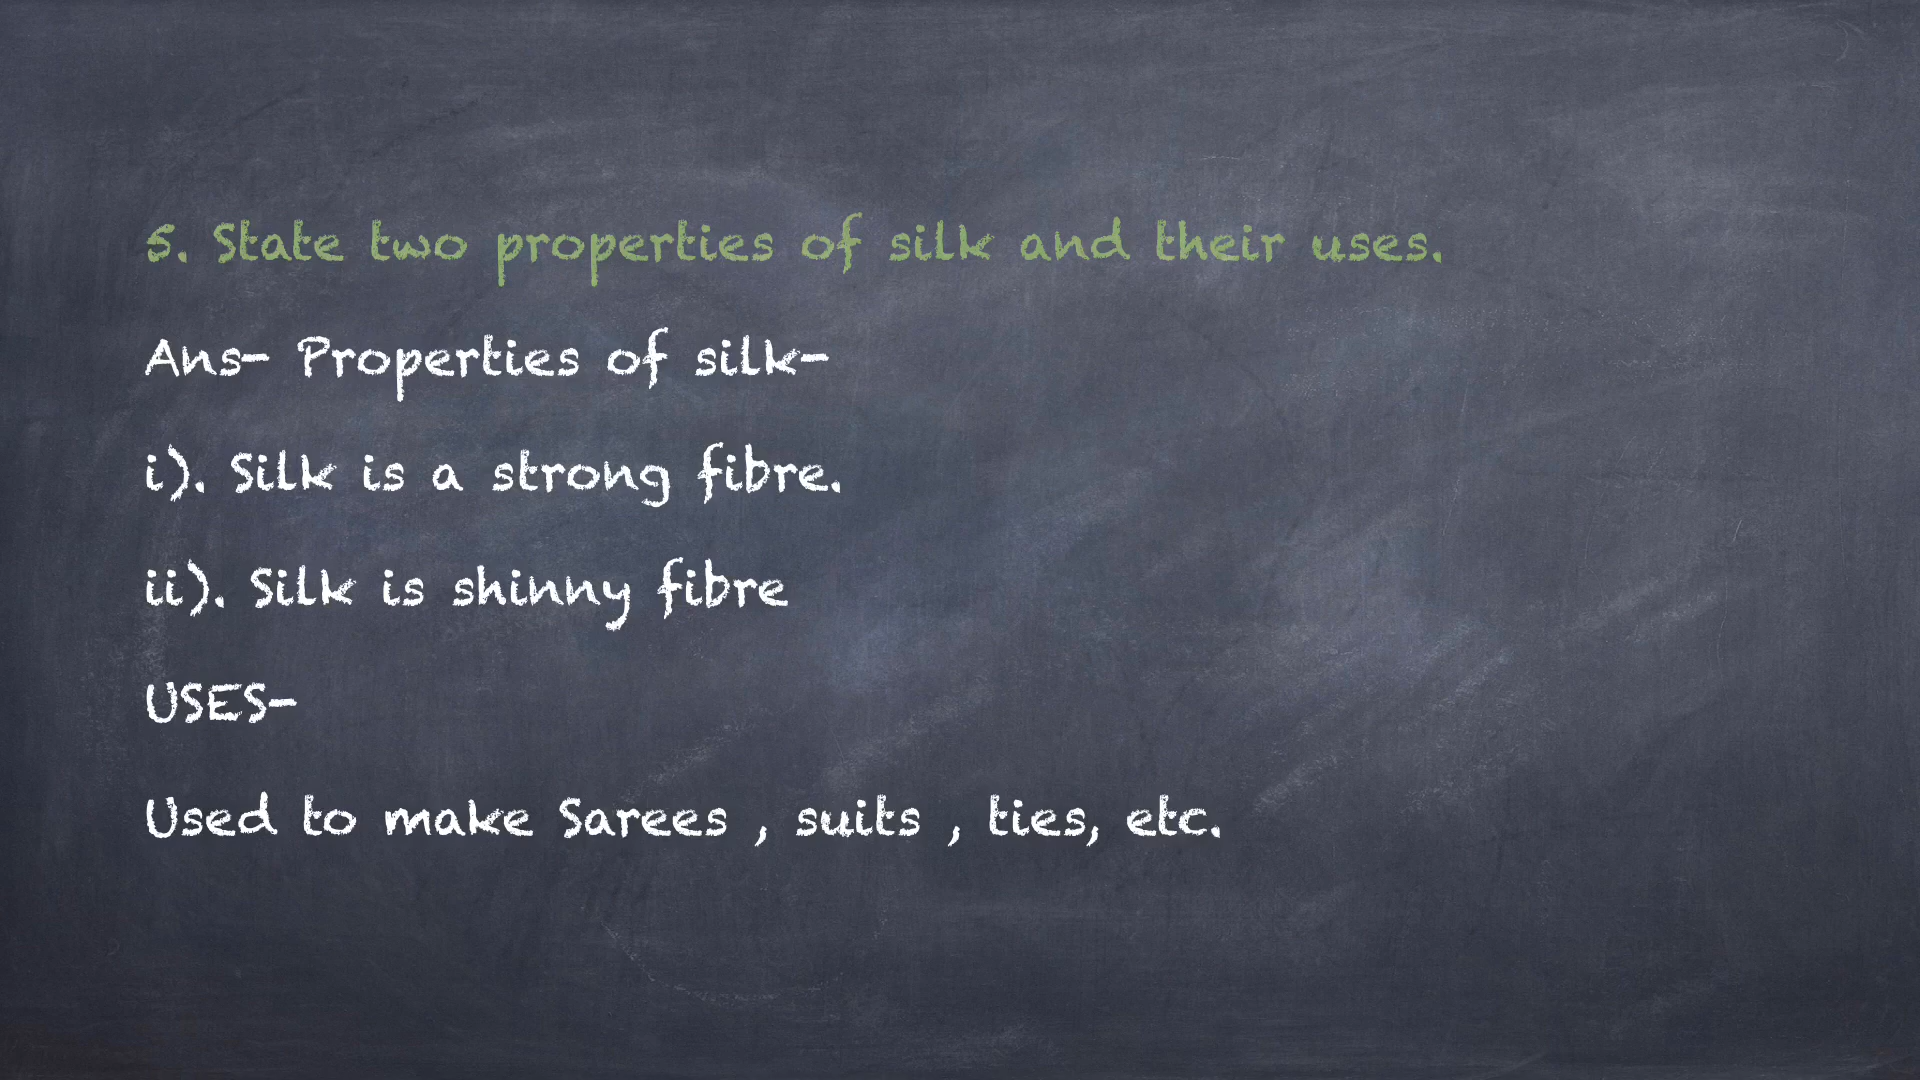 5. State two properties of silk and their uses.
Ans- Properties of silk-
i). Silk is a strong fibre.
ii). Silk is shinny fibre
USES-
Used to make Sarees , suits , ties, etc.